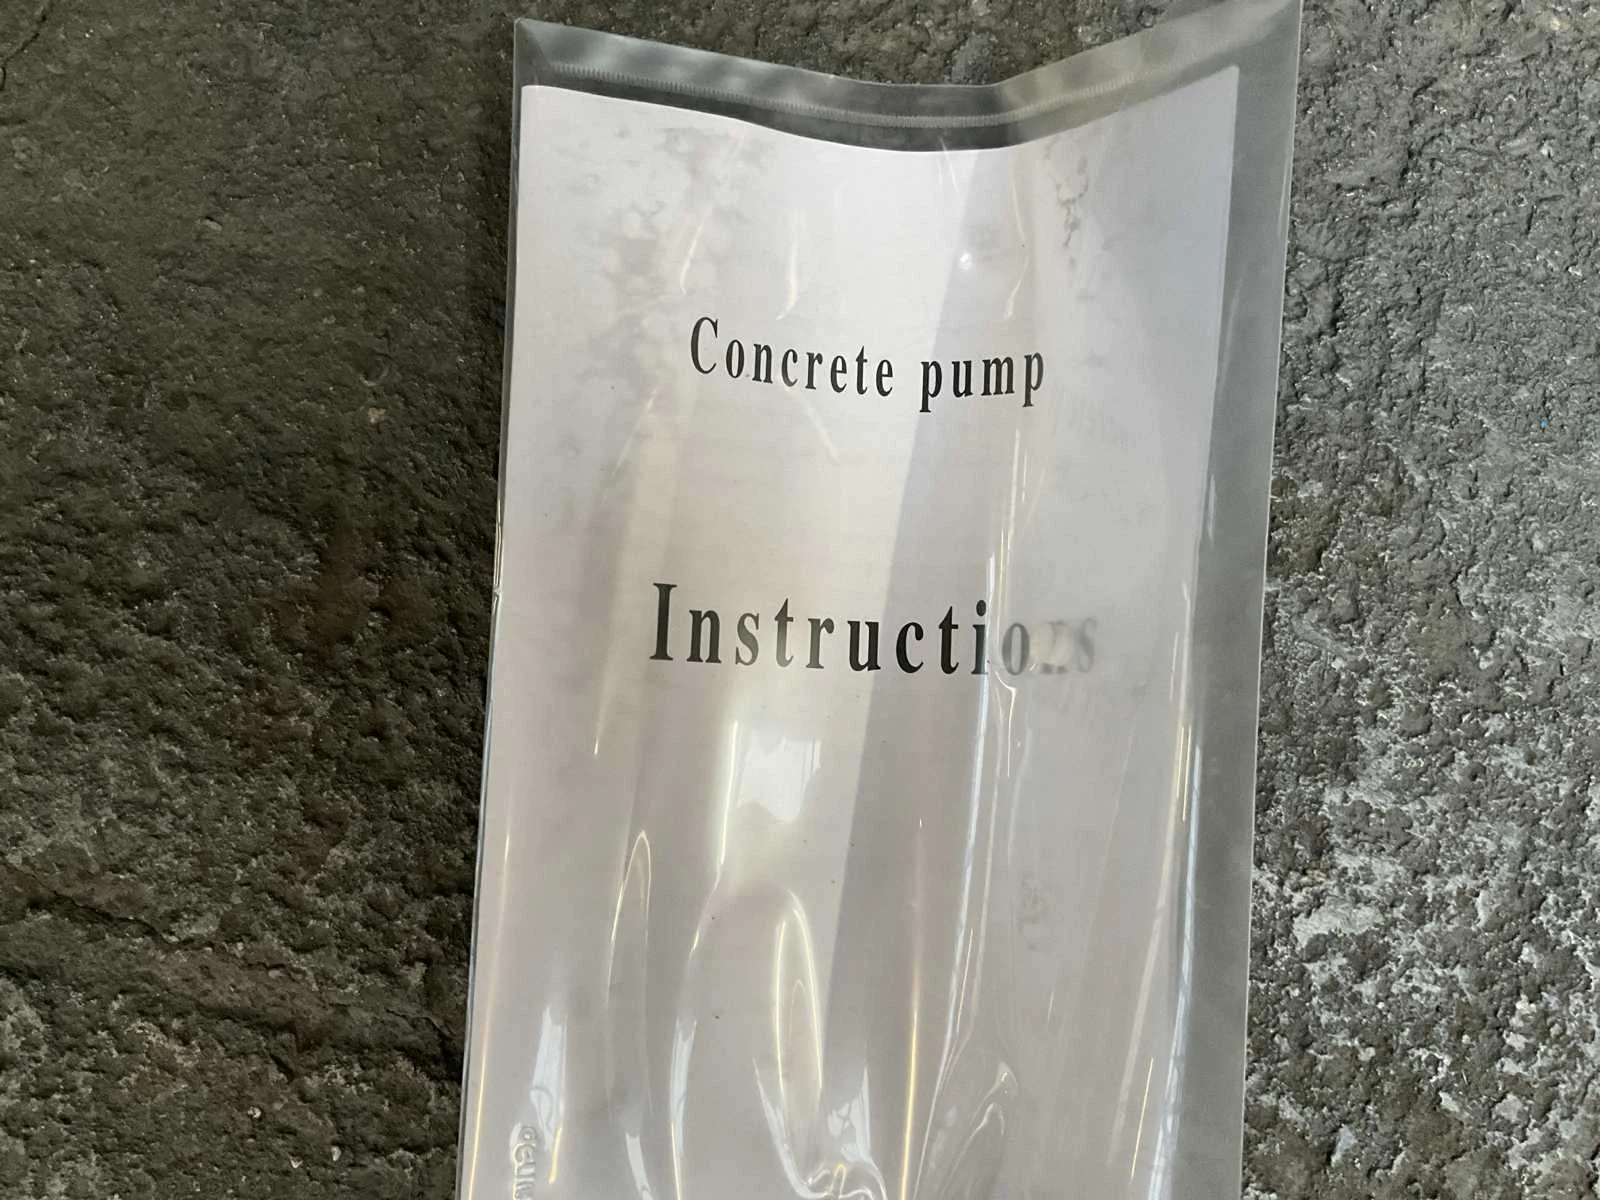 Concrete pump
Instructions